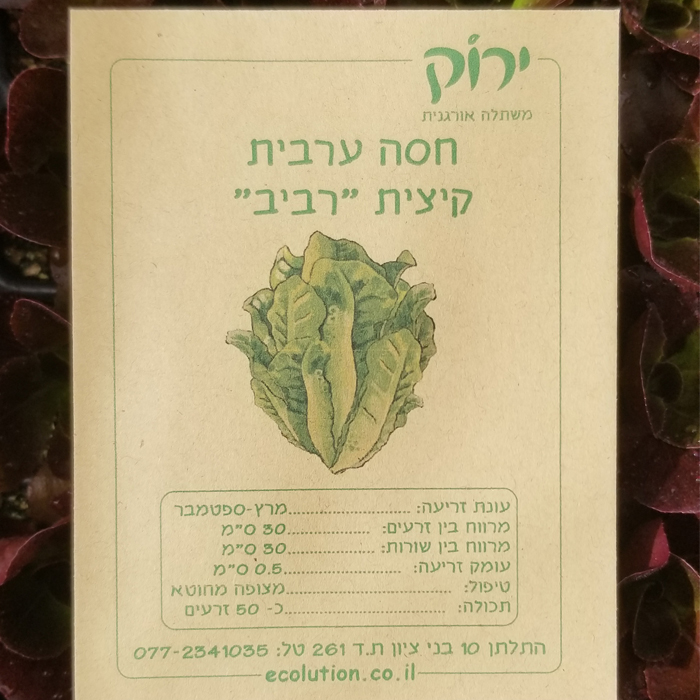 ירוק
משתלה אורגנית
חסה ערבית
קיצית "רביב"
עונת זריעה: מרץ-ספטמבר
מרווח בין זרעים: 30 ס"מ
מרווח בין שורות: 30 ס"מ
עומק זריעה: 0.5 ס"מ
טיפול: מצופה מחוטא
תכולה: כ- 50 זרעים
התלתן 10 בני ציון ת.ד 261 טל: 077-2341035
ecolution.co.il